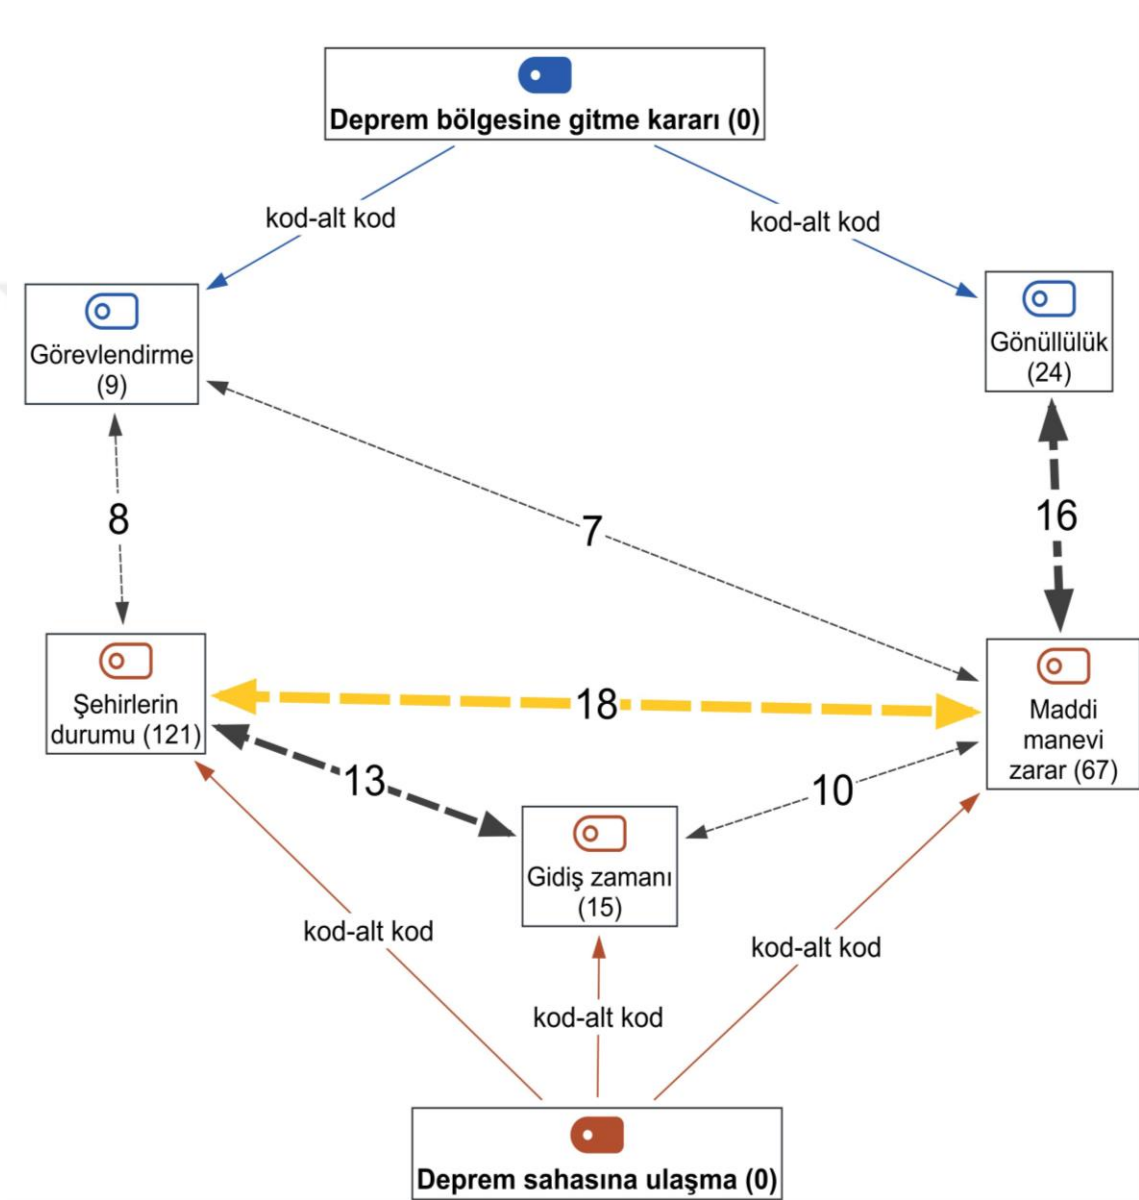 Deprem bölgesine gitme kararı (0)
kod-alt kod
kod-alt kod
Görevlendirme
(9)
Gönüllülük
(24)
8
7
16
Şehirlerin
durumu (121)
18
Maddi
manevi
zarar (67)
13
10
Gidiş zamanı
(15)
kod-alt kod
kod-alt kod
kod-alt kod
Deprem sahasına ulaşma (0)